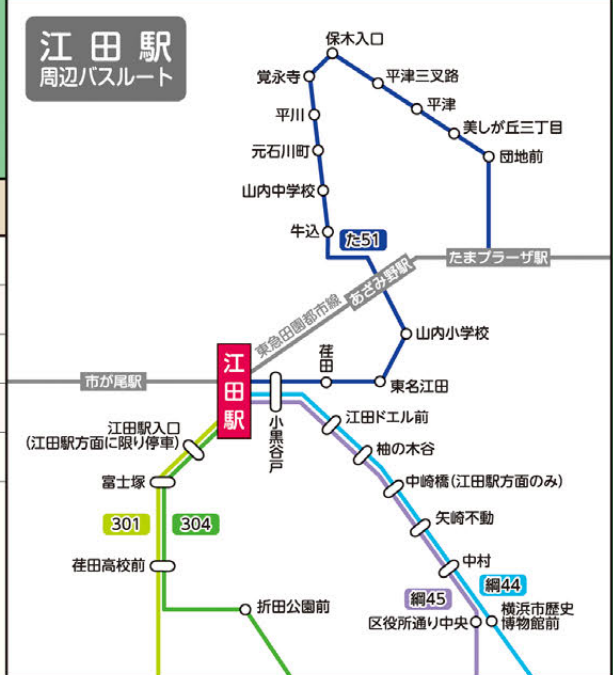 江田駅
周辺バスルート
保木入口
覚永寺
平津三叉路
平川
平津
美しが丘三丁目
元石川町
団地前
山内中学校
牛込
た51
たまプラーザ駅
あざみ野駅
東急田園都市線
山内小学校
荏田
江田駅
市が尾駅
東名江田
小黒谷戸
江田駅入口
(江田駅方面に限り停車)
江田ドエル前
柚の木谷
富士塚
中崎橋(江田駅方面のみ)
301
304
矢崎不動
荏田高校前
中村
綱44
綱45
折田公園前
区役所通り中央
横浜市歴史
博物館前